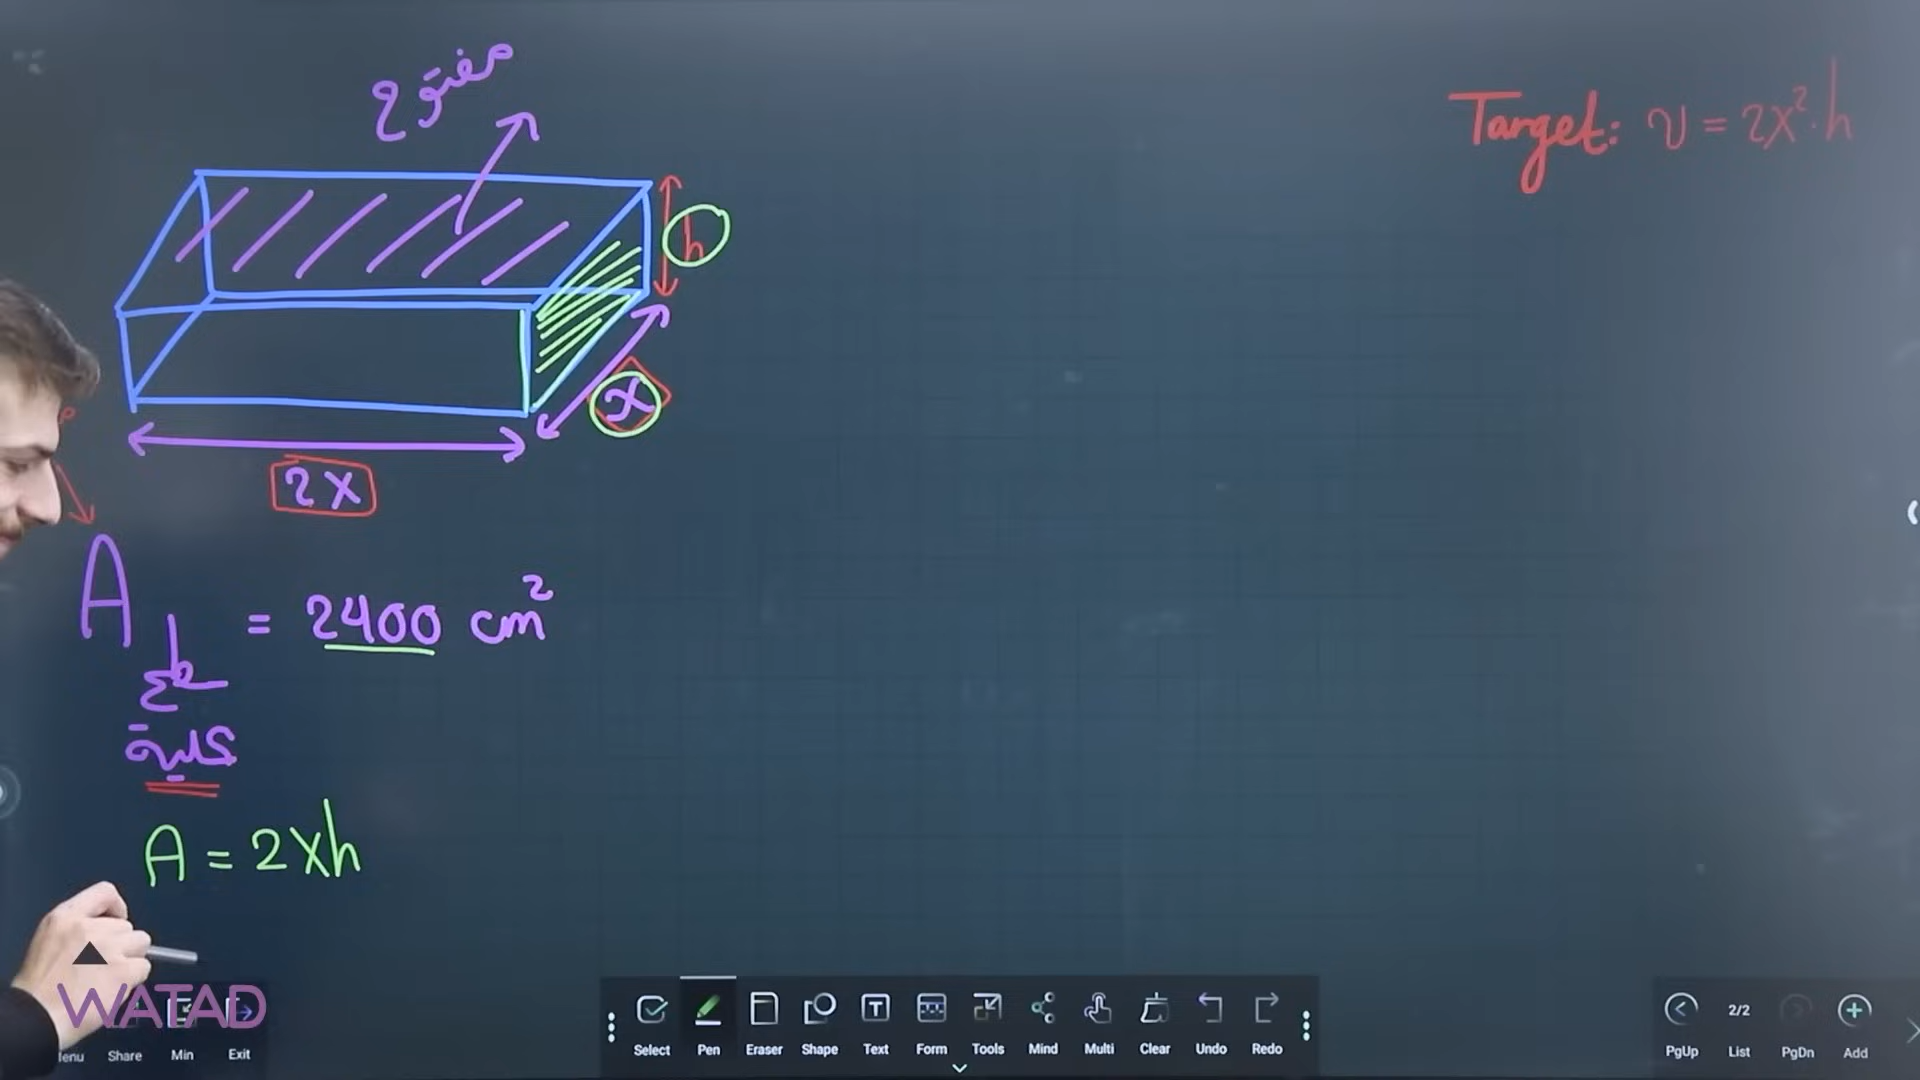 مفتوح
Target: v = 2x² · h
h
x
2x
A = 2400 cm²
A = 2xh
WATAD
Menu Share Min Exit
Select Pen Eraser Shape Text Form Tools Mind Multi Clear Undo Redo
PgUp 2/2 List PgDn Add